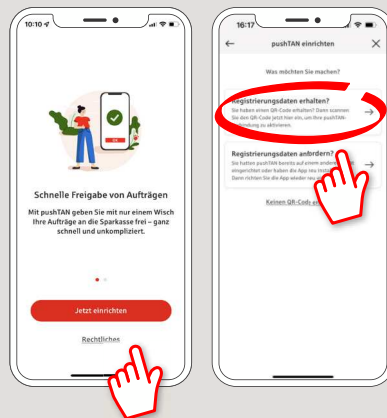 10:10
Schnelle Freigabe von Aufträgen
Mit pushTAN geben Sie mit nur einem Wisch
Ihre Aufträge an die Sparkasse frei – ganz
schnell und unkompliziert.
Jetzt einrichten
Rechtliches
16:17
pushTAN einrichten
Was möchten Sie machen?
Registrierungsdaten erhalten?
Sie haben einen QR-Code erhalten? Dann scannen
Sie den QR-Code jetzt hier ein, um Ihre pushTAN-
Verbindung zu aktivieren.
Registrierungsdaten anfordern?
Sie hatten pushTAN bereits auf einem anderen
eingerichtet oder haben die App neu
Dann richten Sie die App wieder neu
Keinen QR-Code